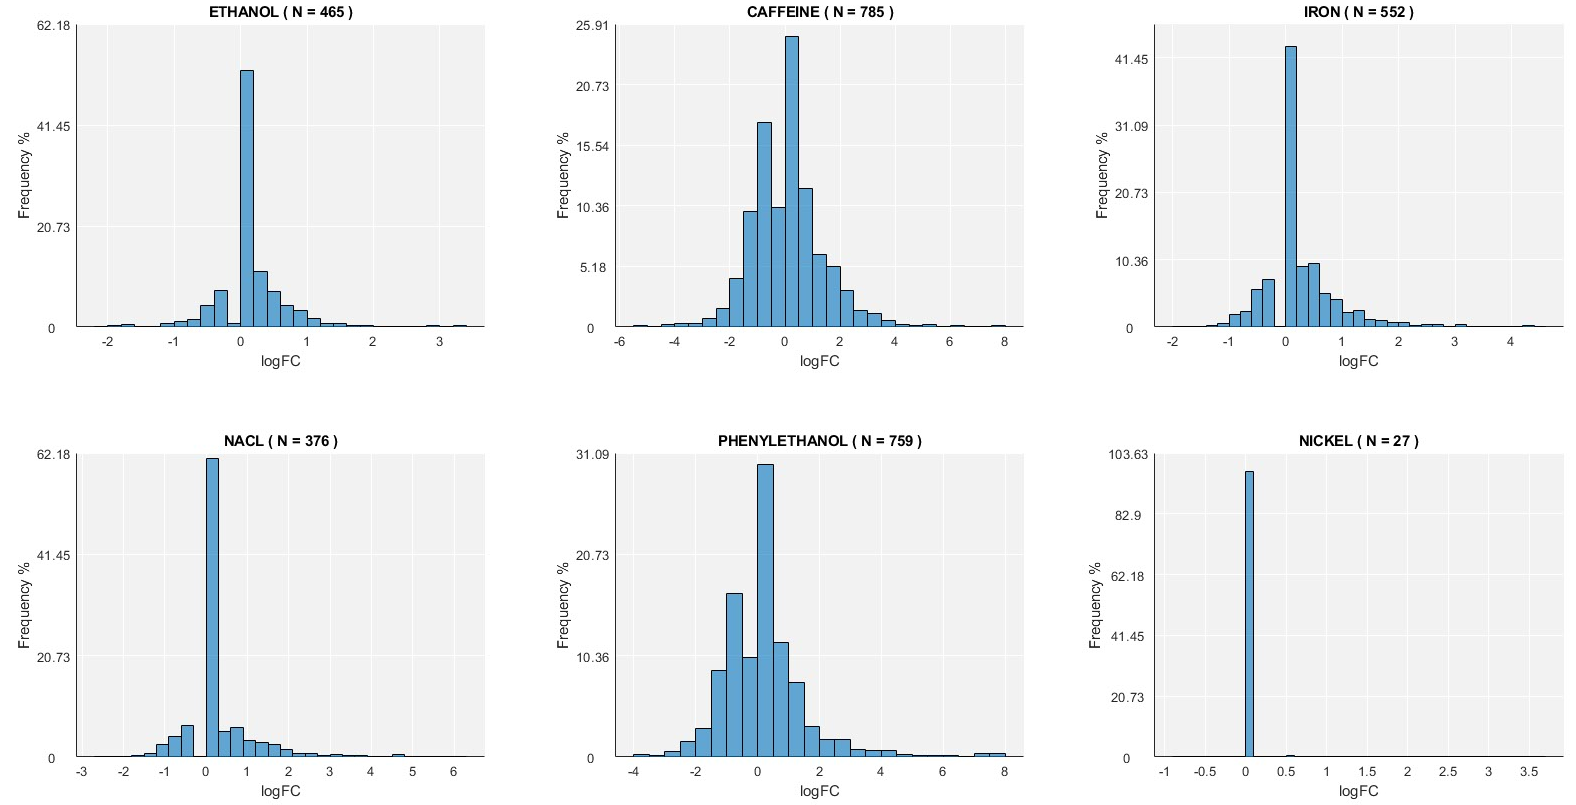 ETHANOL ( N = 465 )
62.18
41.45
20.73
0
Frequency %
-2 -1 0 1 2 3
logFC
CAFFEINE ( N = 785 )
25.91
20.73
15.54
10.36
5.18
0
Frequency %
-6 -4 -2 0 2 4 6 8
logFC
IRON ( N = 552 )
41.45
31.09
20.73
10.36
0
Frequency %
-2 -1 0 1 2 3 4
logFC
NACL ( N = 376 )
62.18
41.45
20.73
0
Frequency %
-3 -2 -1 0 1 2 3 4 5 6
logFC
PHENYLETHANOL ( N = 759 )
31.09
20.73
10.36
0
Frequency %
-4 -2 0 2 4 6 8
logFC
NICKEL ( N = 27 )
103.63
82.9
62.18
41.45
20.73
0
Frequency %
-1 -0.5 0 0.5 1 1.5 2 2.5 3 3.5
logFC